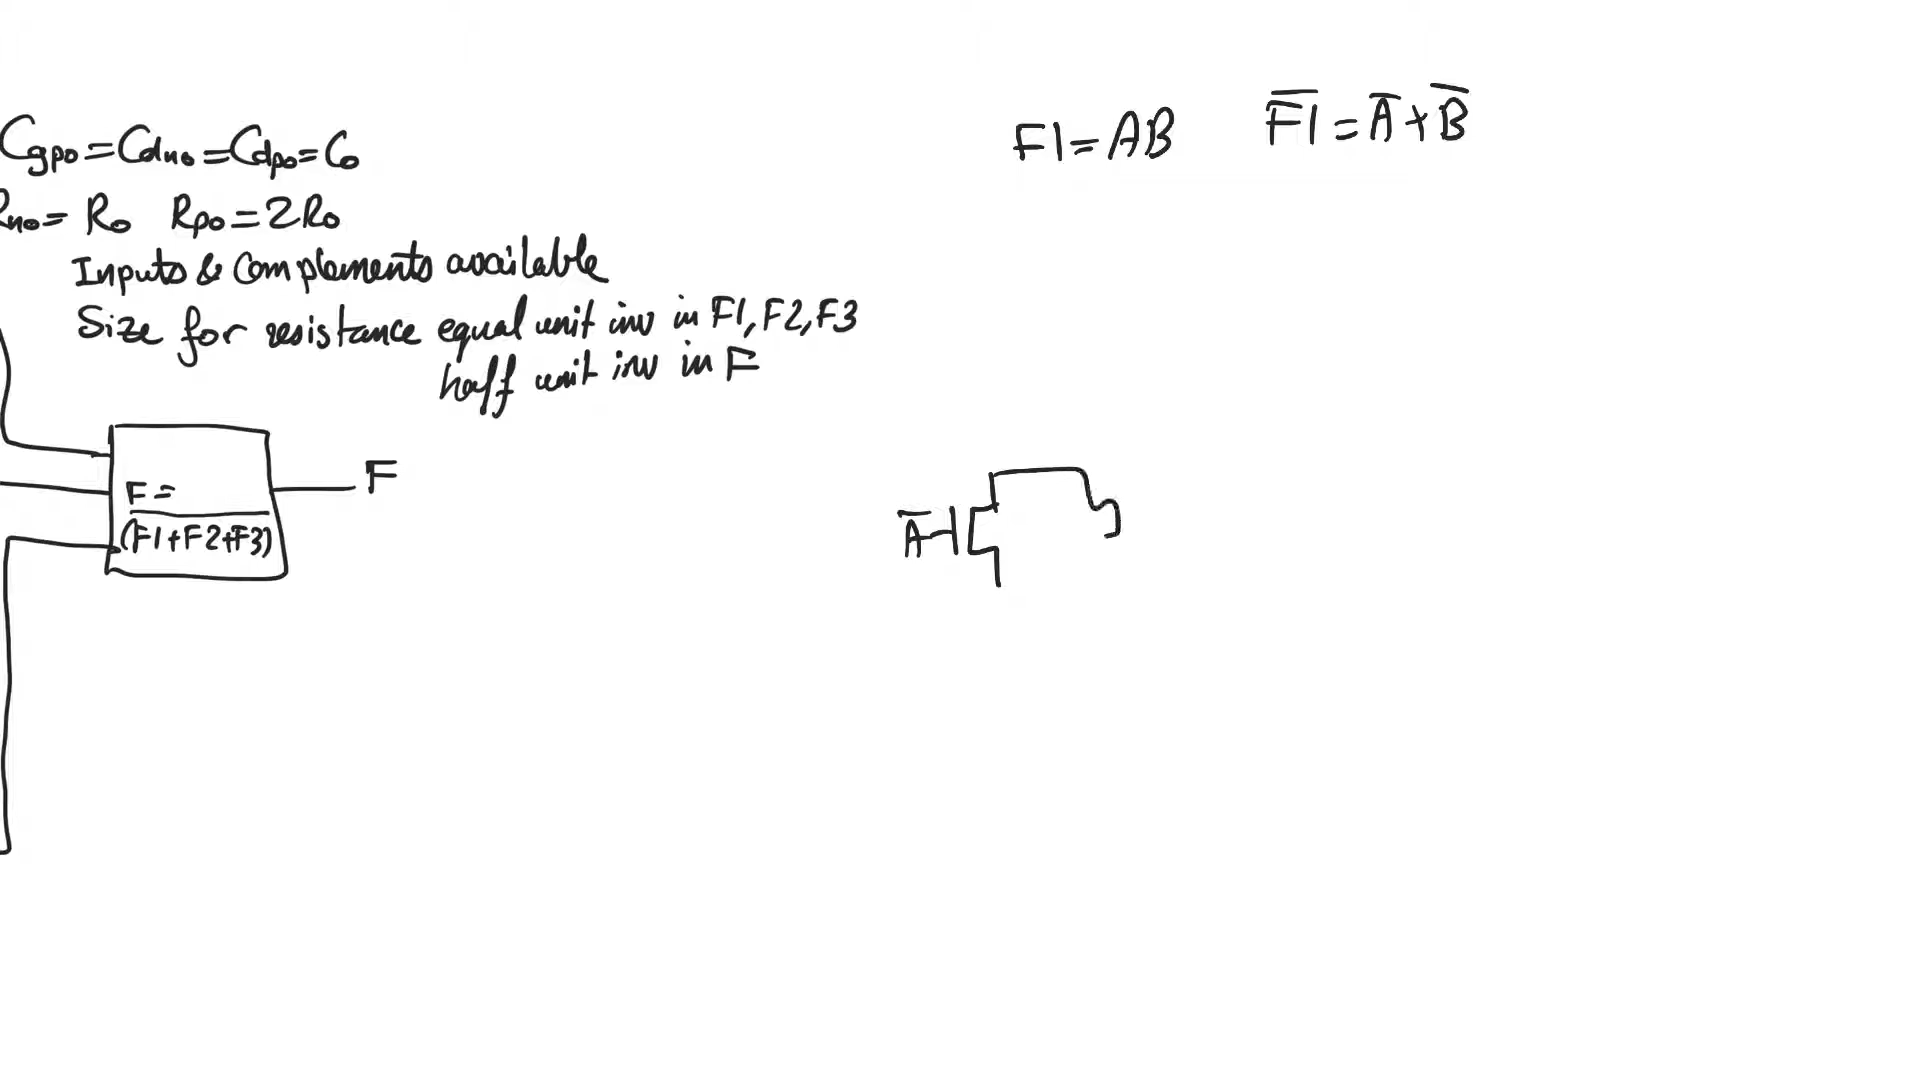 Cgpo=Cdno=Cdpo=Co
Rno= Ro Rpo=2Ro
Inputs & Complements available
Size for resistance equal unit inv in F1, F2, F3
half unit inv in F
F=
(F1+F2+F3)
F
F1=AB F̅1̅=A̅+B̅
A̅